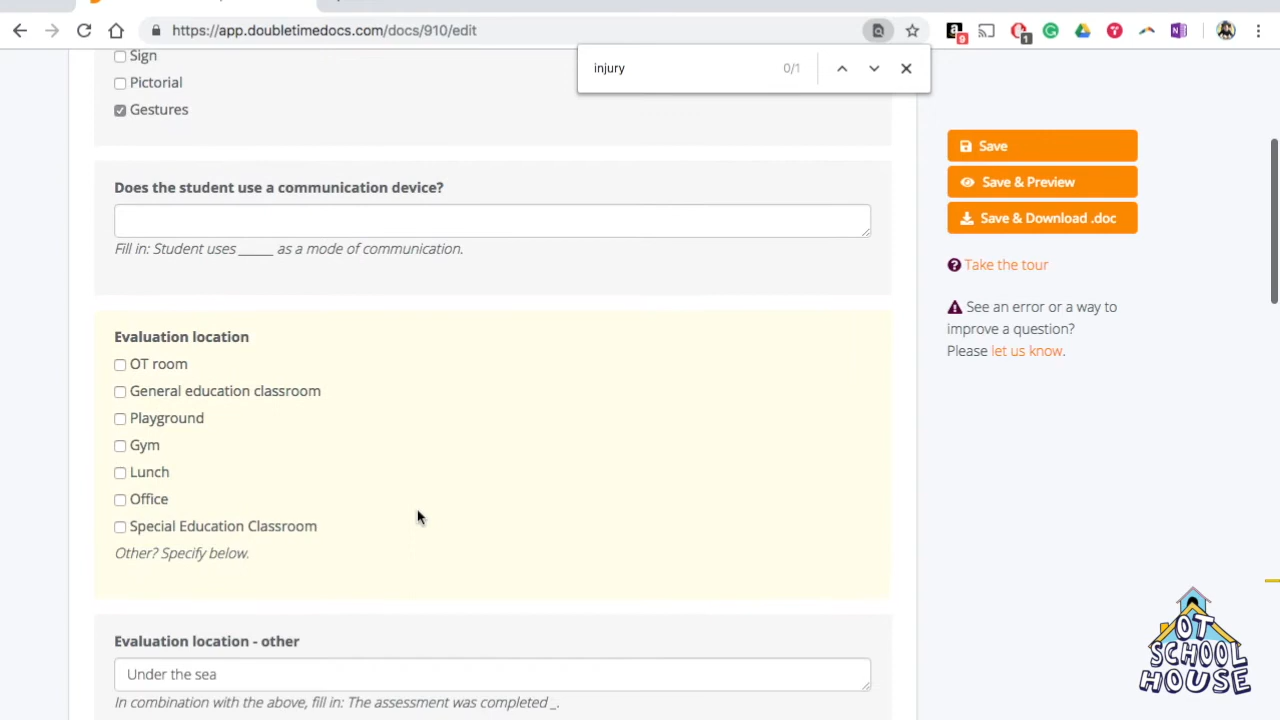 https://app.doubletimedocs.com/docs/910/edit
injury
0/1
9
1
Sign
Pictorial
Gestures
Does the student use a communication device?
Fill in: Student uses ______ as a mode of communication.
Evaluation location
OT room
General education classroom
Playground
Gym
Lunch
Office
Special Education Classroom
Other? Specify below.
Evaluation location - other
Under the sea
In combination with the above, fill in: The assessment was completed _.
Save
Save & Preview
Save & Download .doc
Take the tour
See an error or a way to
improve a question?
Please let us know.
OT
SCHOOL
HOUSE